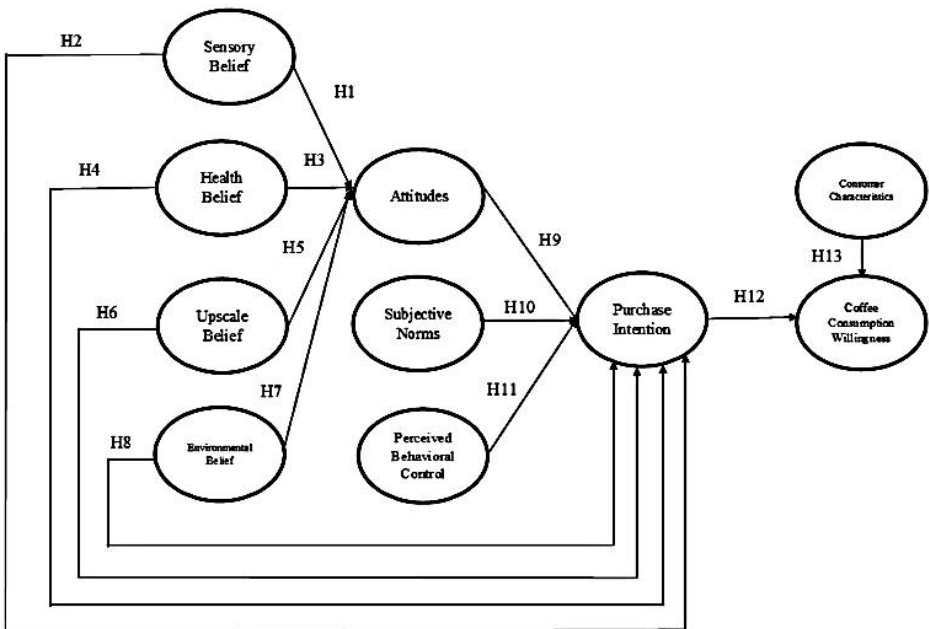 H2
Sensory
Belief
H1
H4
Health
Belief
H3
Attitudes
Consumer
Characteristics
H5
H9
H13
H6
Upscale
Belief
Subjective
Norms
H10
Purchase
Intention
H12
Coffee
Consumption
Willingness
H7
H11
H8
Environmental
Belief
Perceived
Behavioral
Control